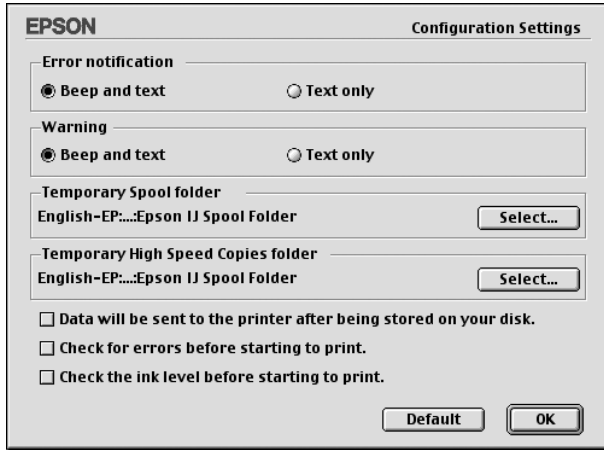 EPSON Configuration Settings
Error notification
Beep and text Text only
Warning
Beep and text Text only
Temporary Spool folder
English-EP:...:Epson IJ Spool Folder Select...
Temporary High Speed Copies folder
English-EP:...:Epson IJ Spool Folder Select...
Data will be sent to the printer after being stored on your disk.
Check for errors before starting to print.
Check the ink level before starting to print.
Default OK